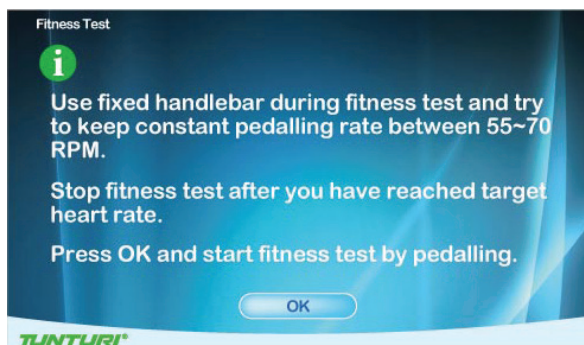 Fitness Test
i
Use fixed handlebar during fitness test and try
to keep constant pedalling rate between 55~70
RPM.
Stop fitness test after you have reached target
heart rate.
Press OK and start fitness test by pedalling.
OK
TUNTURI®